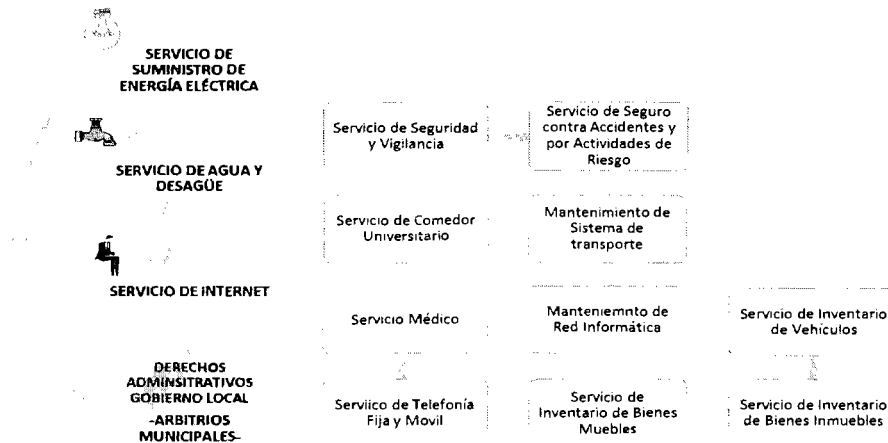 SERVICIO DE
SUMINISTRO DE
ENERGÍA ELÉCTRICA
SERVICIO DE AGUA Y
DESAGÜE
SERVICIO DE INTERNET
DERECHOS
ADMINSITRATIVOS
GOBIERNO LOCAL
-ARBITRIOS
MUNICIPALES-
Servicio de Seguridad
y Vigilancia
Servicio de Seguro
contra Accidentes y
por Actividades de
Riesgo
Servicio de Comedor
Universitario
Mantenimiento de
Sistema de
transporte
Servicio Médico
Manteniemnto de
Red Informática
Servicio de Inventario
de Vehículos
Serviico de Telefonía
Fija y Movil
Servicio de
Inventario de Bienes
Muebles
Servicio de Inventario
de Bienes Inmuebles